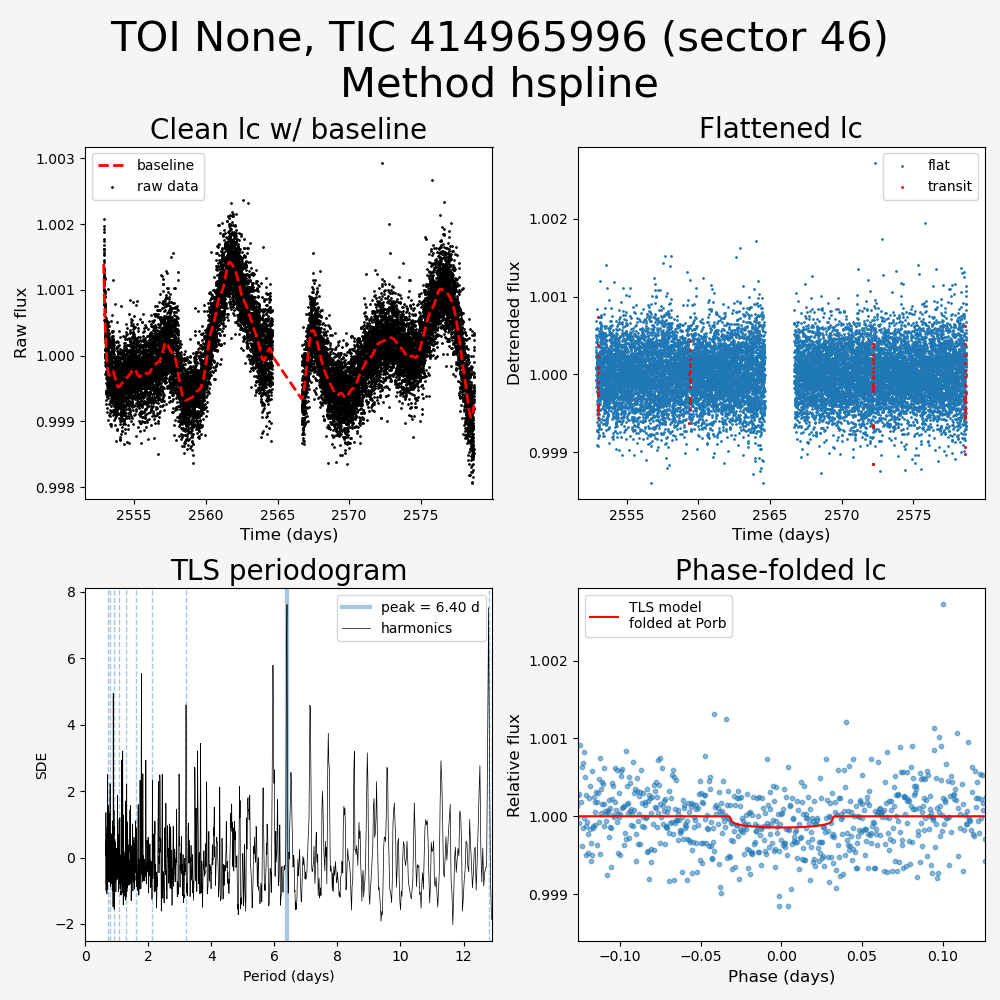 TOI None, TIC 414965996 (sector 46)
Method hspline
Clean lc w/ baseline
baseline
raw data
1.003
1.002
1.001
1.000
0.999
0.998
Raw flux
2555
2560
2565
2570
2575
Time (days)
Flattened lc
flat
transit
1.002
1.001
1.000
0.999
Detrended flux
2555
2560
2565
2570
2575
Time (days)
TLS periodogram
peak = 6.40 d
harmonics
8
6
4
2
0
−2
SDE
0
2
4
6
8
10
12
Period (days)
Phase-folded lc
TLS model
folded at Porb
1.002
1.001
1.000
0.999
Relative flux
−0.10
−0.05
0.00
0.05
0.10
Phase (days)